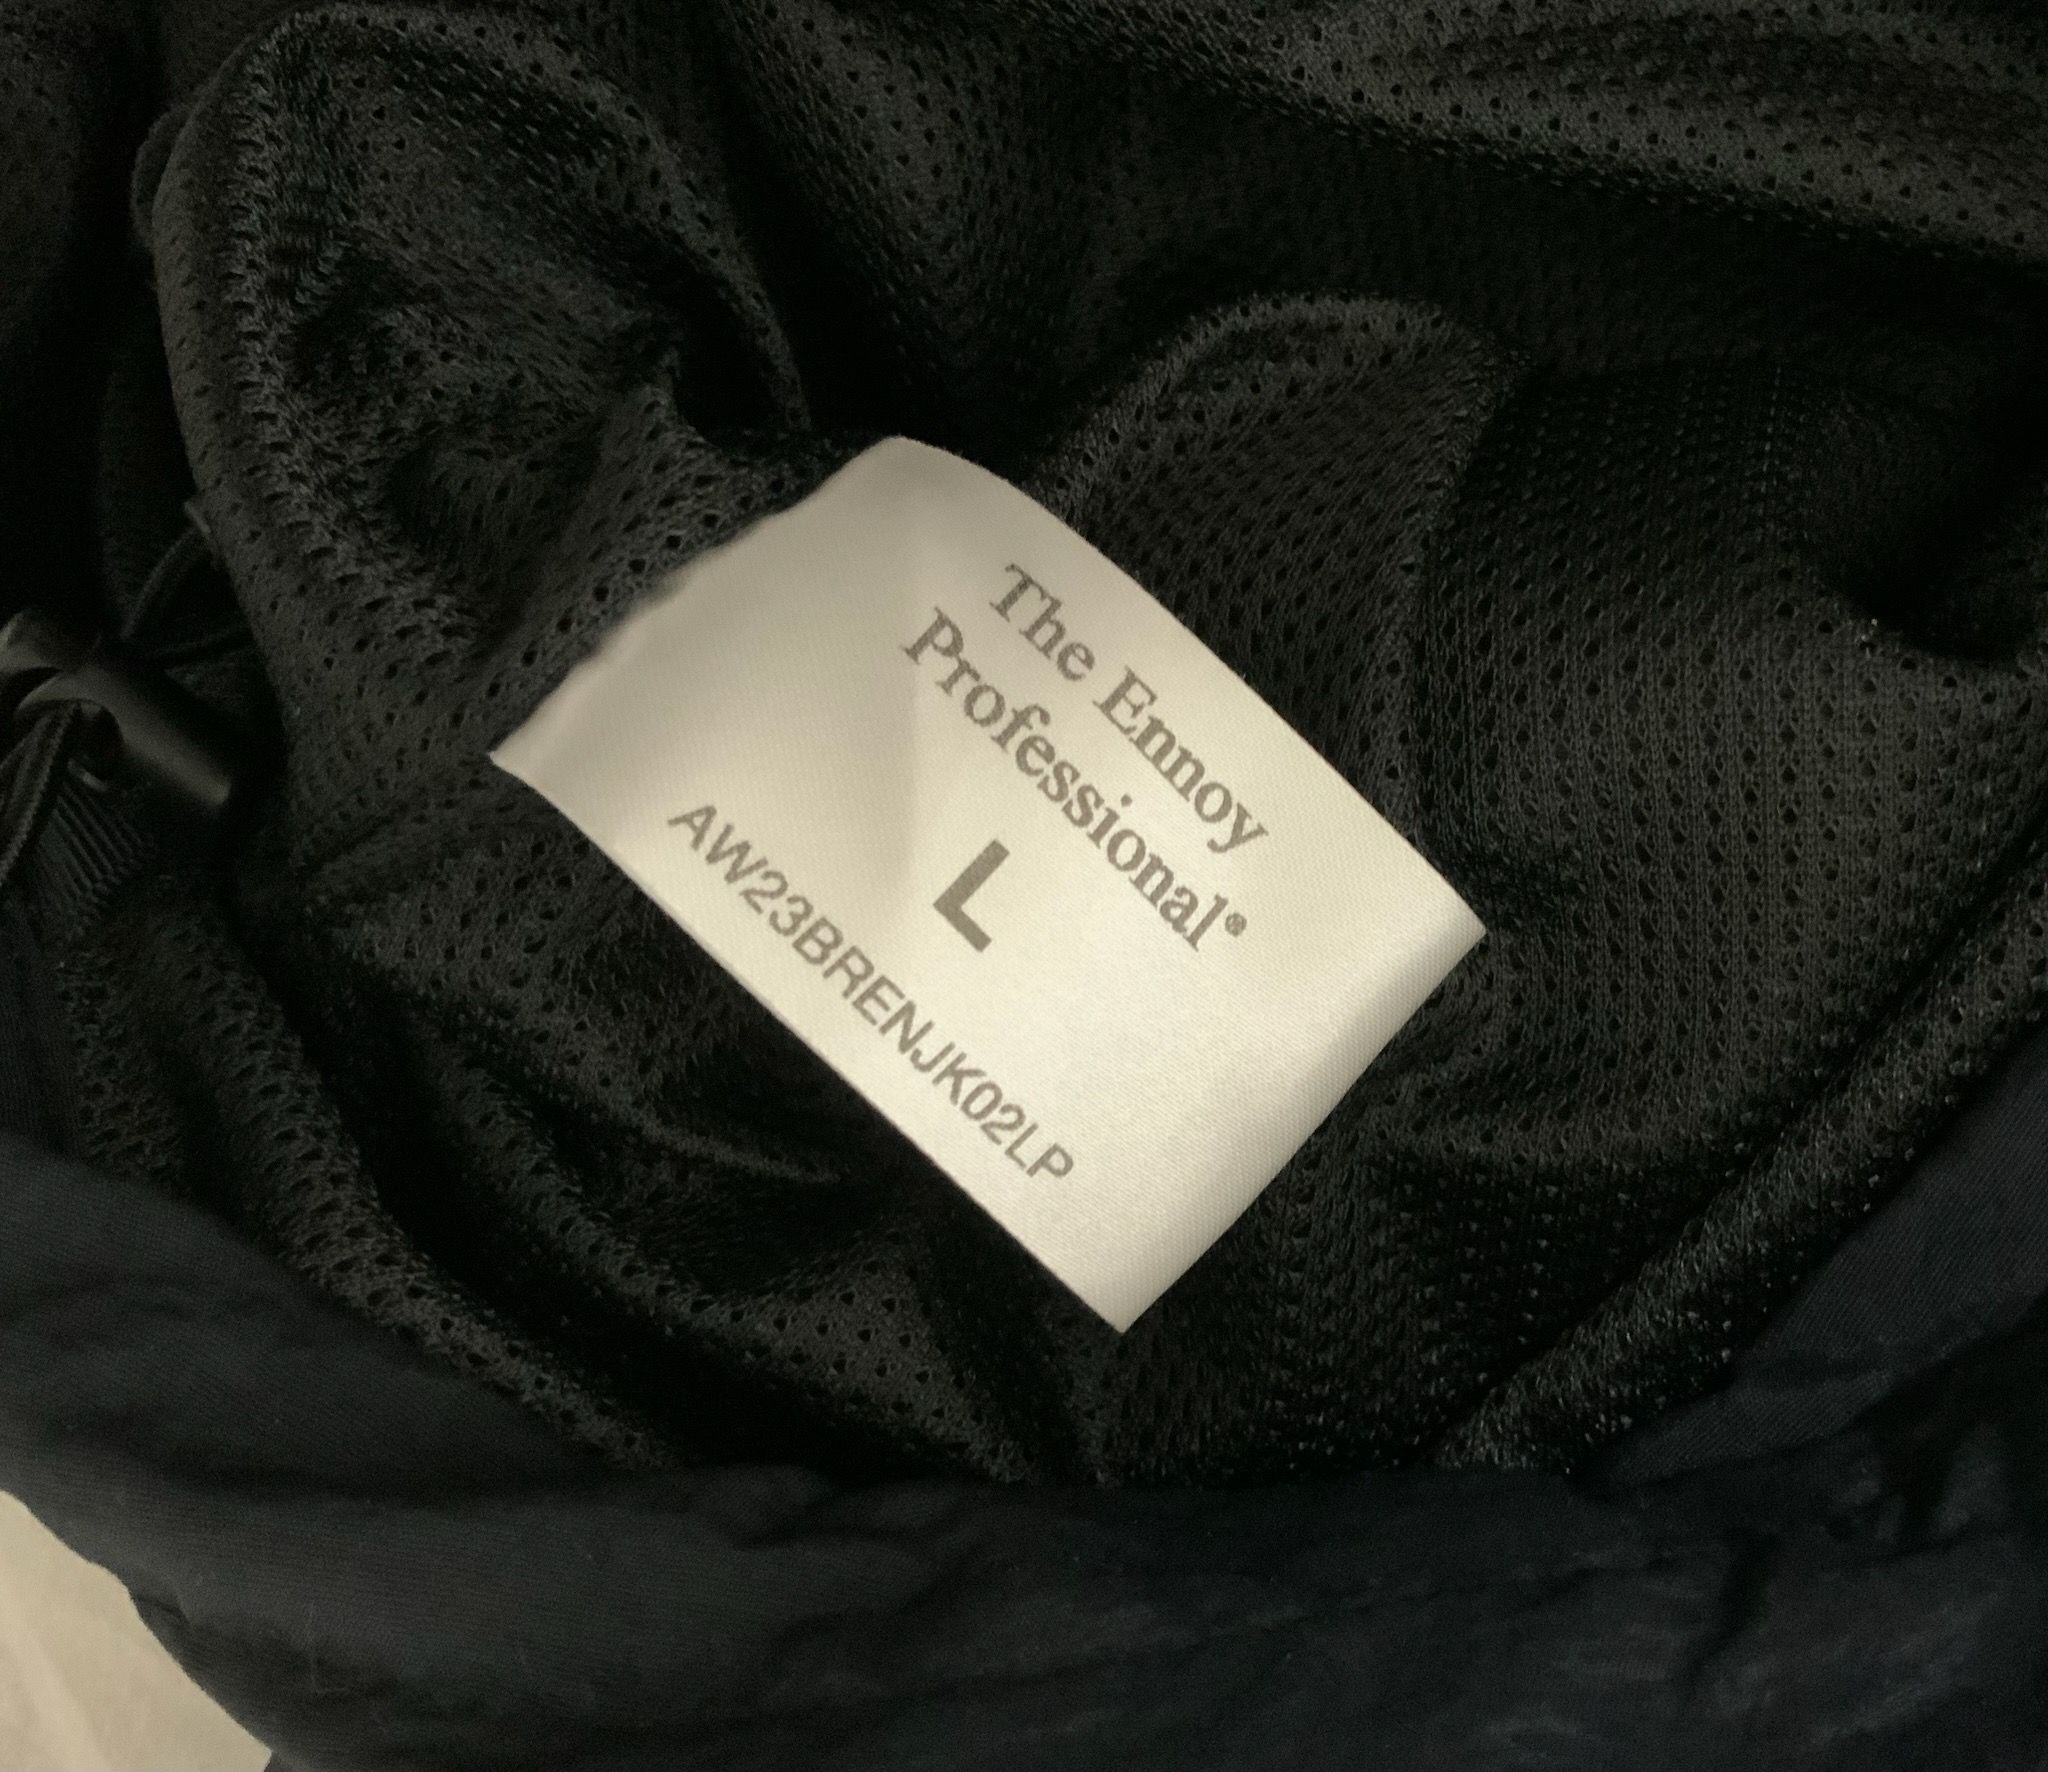 The Ennoy
Professional®
L
AW23BRENJK02LP